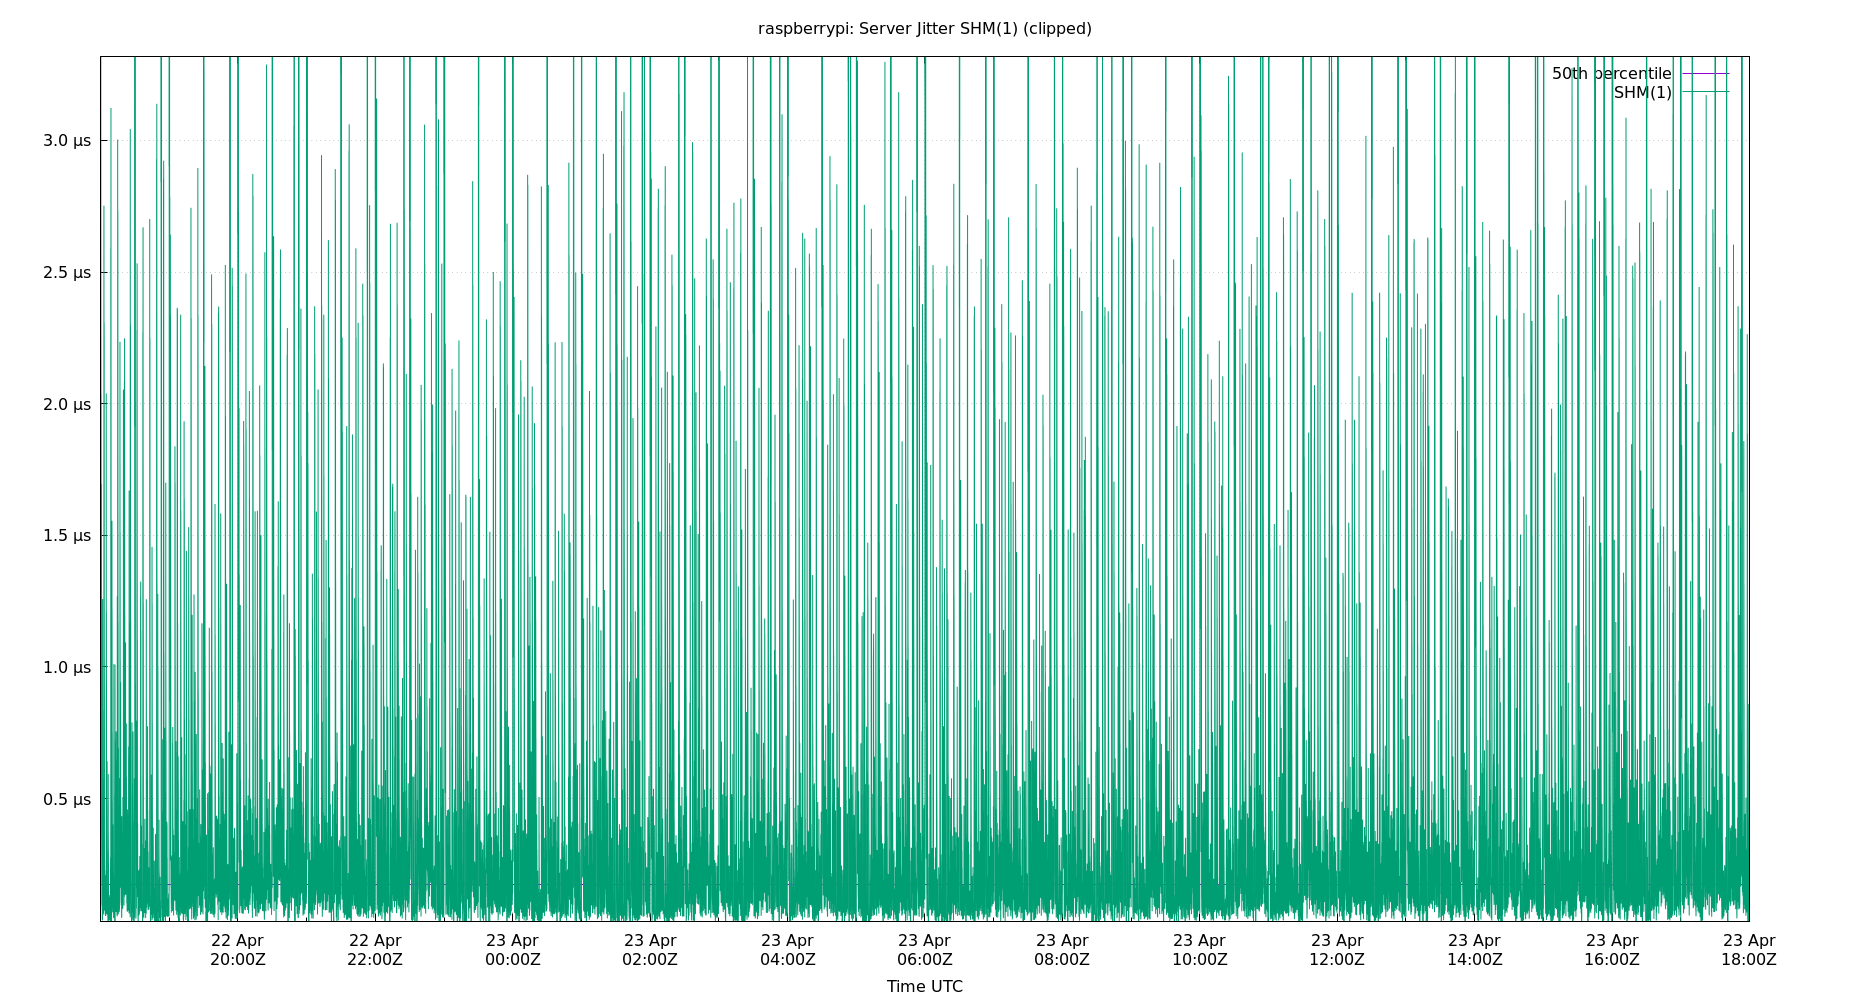 raspberrypi: Server Jitter SHM(1) (clipped)
50th percentile
SHM(1)
3.0 µs
2.5 µs
2.0 µs
1.5 µs
1.0 µs
0.5 µs
22 Apr 22 Apr 23 Apr 23 Apr 23 Apr 23 Apr 23 Apr 23 Apr 23 Apr 23 Apr 23 Apr 23 Apr
20:00Z 22:00Z 00:00Z 02:00Z 04:00Z 06:00Z 08:00Z 10:00Z 12:00Z 14:00Z 16:00Z 18:00Z
Time UTC